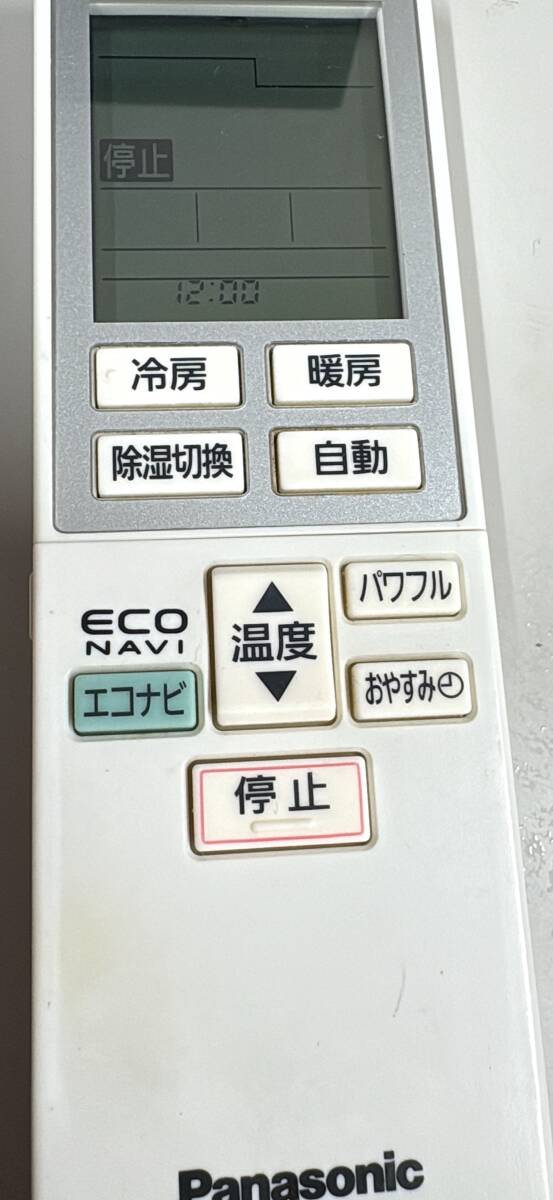 停止
12:00
冷房 暖房
除湿切換 自動
パワフル
ECO
NAVI
▲
温度
▼
エコナビ
おやすみ
停止
Panasonic